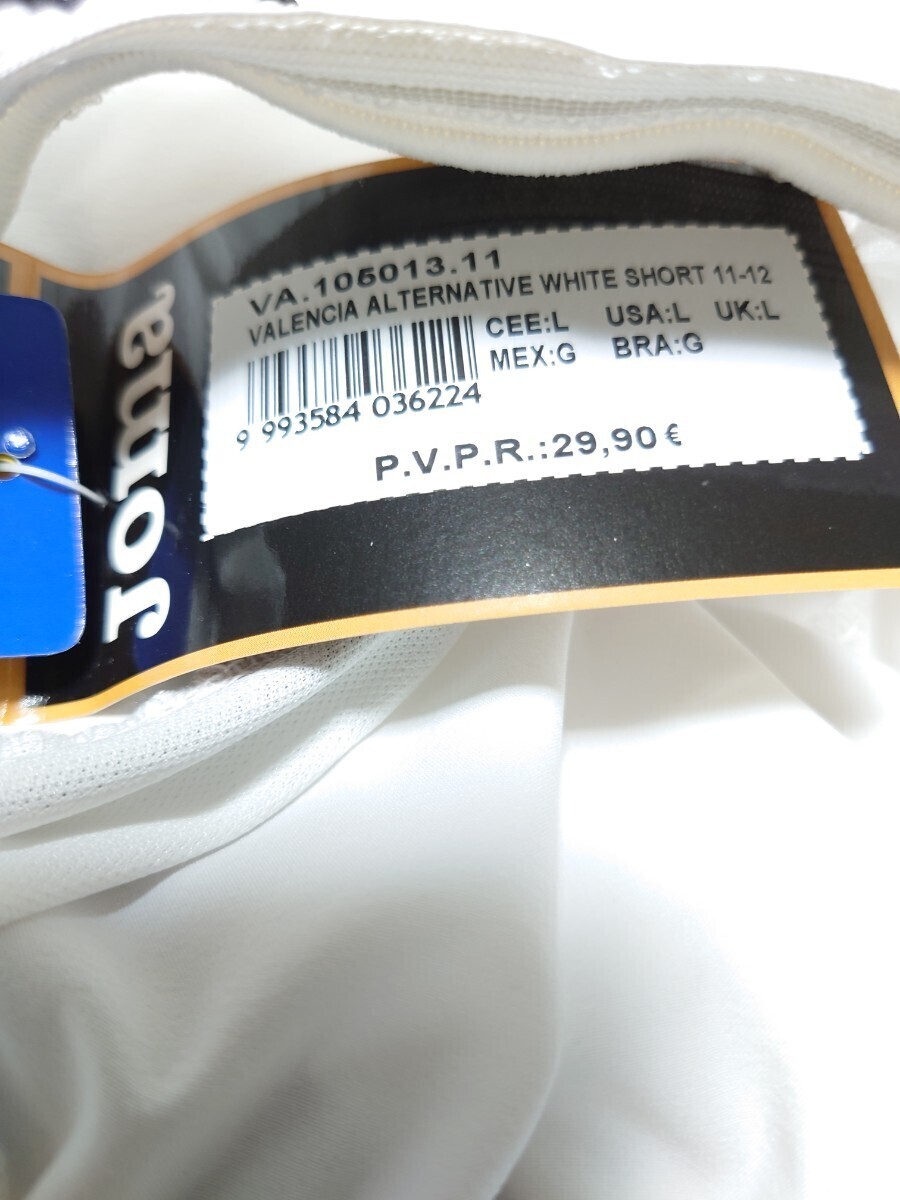 VA.105013.11
VALENCIA ALTERNATIVE WHITE SHORT 11-12
CEE:L USA:L UK:L
MEX:G BRA:G
9 993584 036224
P.V.P.R.:29,90 €
Joma